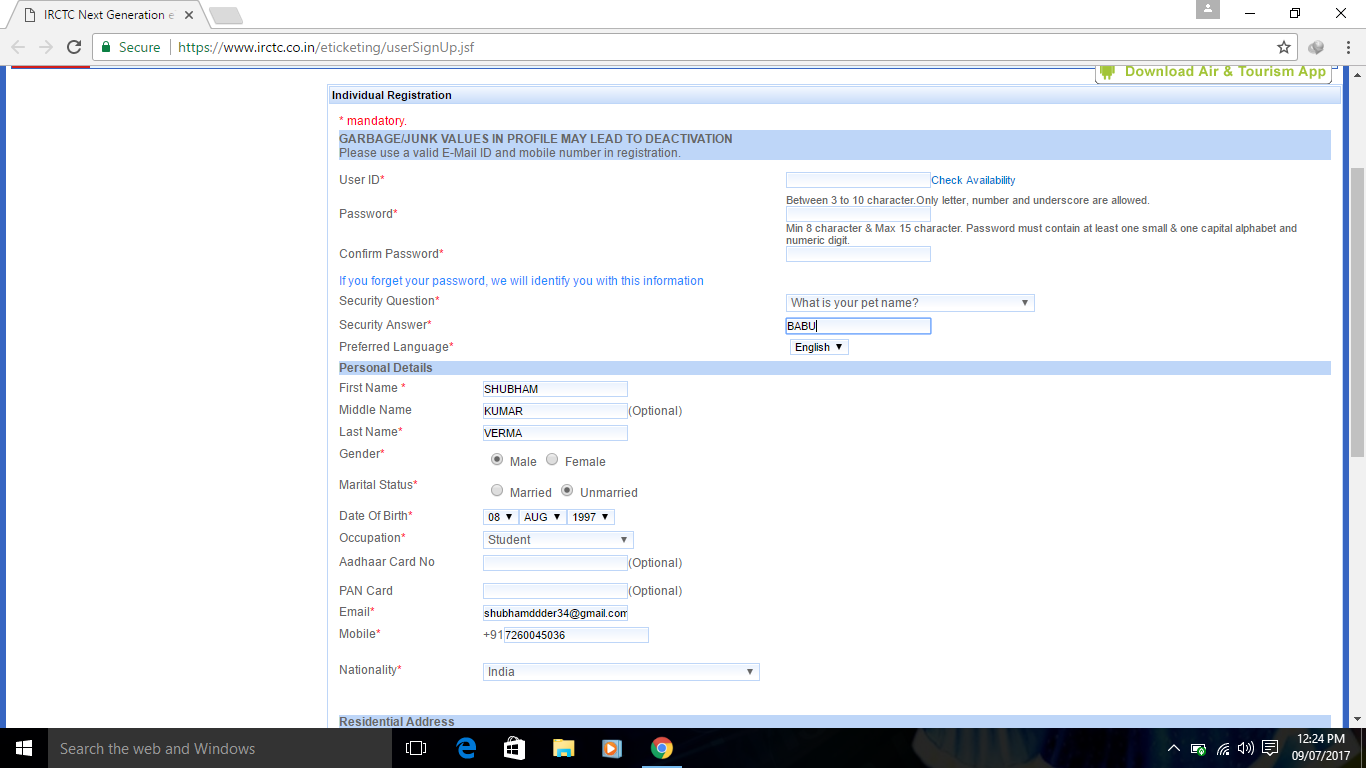 IRCTC Next Generation e
Secure https://www.irctc.co.in/eticketing/userSignUp.jsf
Download Air & Tourism App
Individual Registration
* mandatory.
GARBAGE/JUNK VALUES IN PROFILE MAY LEAD TO DEACTIVATION
Please use a valid E-Mail ID and mobile number in registration.
User ID* Check Availability
Between 3 to 10 character.Only letter, number and underscore are allowed.
Password*
Min 8 character & Max 15 character. Password must contain at least one small & one capital alphabet and
numeric digit.
Confirm Password*
If you forget your password, we will identify you with this information
Security Question* What is your pet name?
Security Answer* BABU
Preferred Language* English
Personal Details
First Name * SHUBHAM
Middle Name KUMAR (Optional)
Last Name* VERMA
Gender* Male Female
Marital Status* Married Unmarried
Date Of Birth* 08 AUG 1997
Occupation* Student
Aadhaar Card No (Optional)
PAN Card (Optional)
Email* shubhamddder34@gmail.com
Mobile* +91 7260045036
Nationality* India
Residential Address
Search the web and Windows
12:24 PM
09/07/2017